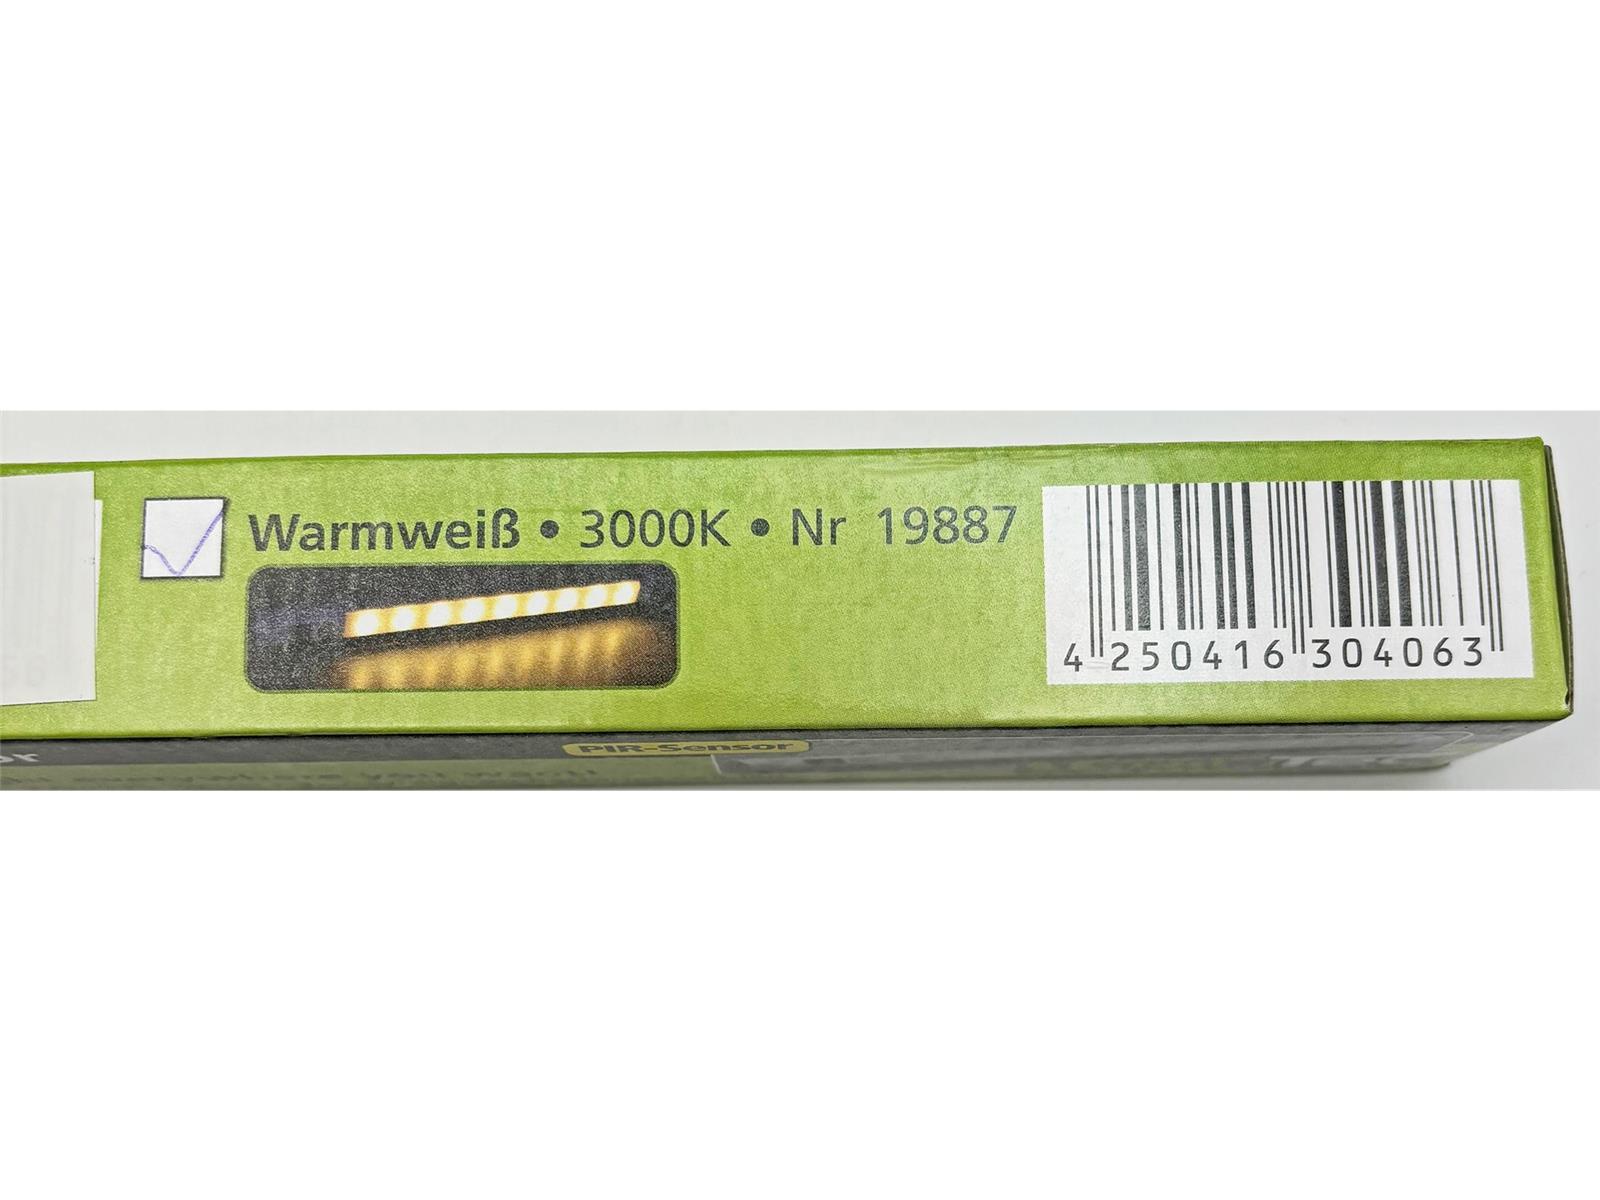 Warmweiß • 3000K • Nr 19887
4 250416 304063
PIR-Sensor